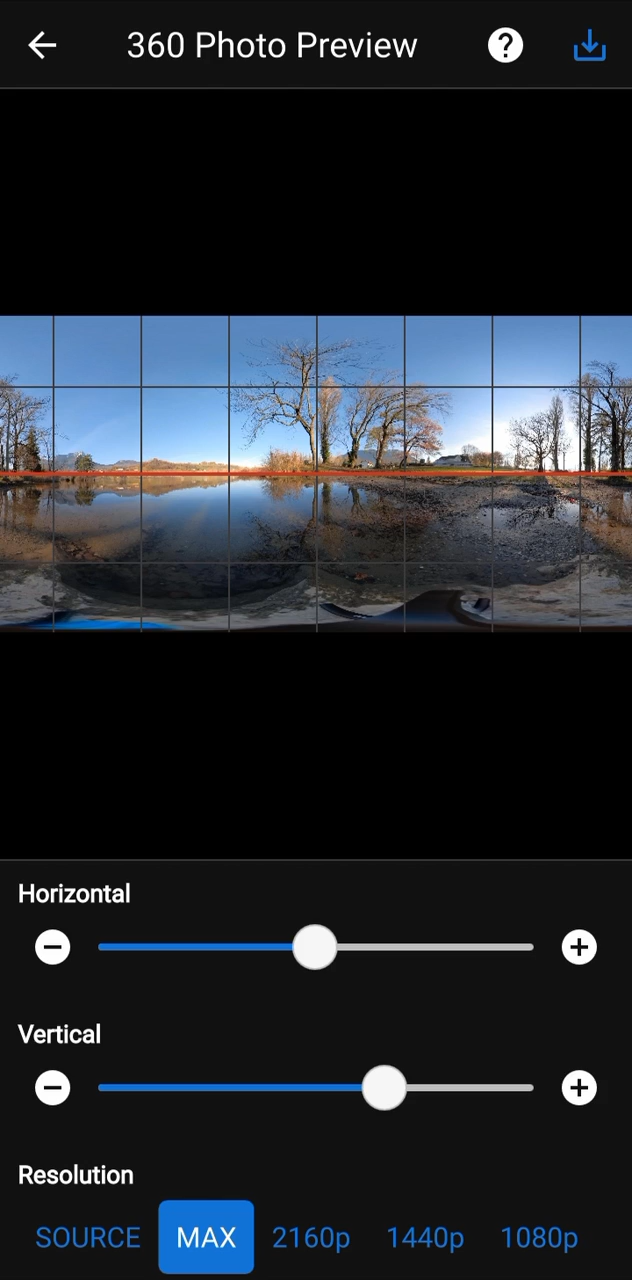 360 Photo Preview
Horizontal
Vertical
Resolution
SOURCE MAX 2160p 1440p 1080p